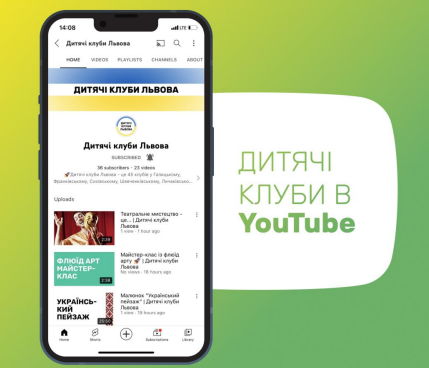 14:08
LTE
Дитячі клуби Львова
HOME VIDEOS PLAYLISTS CHANNELS ABOUT
ДИТЯЧІ КЛУБИ ЛЬВОВА
ДИТЯЧІ
КЛУБИ
ЛЬВОВА
Дитячі клуби Львова
SUBSCRIBED
36 subscribers • 23 videos
🚀Дитячі клуби Львова - це 45 клубів у Галицькому,
Франківському, Сихівському, Шевченківському, Личаківсько...
Uploads
Театральне мистецтво -
це... | Дитячі клуби
Львова
1 view · 1 hour ago
2:39
ФЛЮЇД АРТ
МАЙСТЕР-
КЛАС
2:38
Майстер-клас із флюїд
арту 🚀 | Дитячі клуби
Львова
No views · 18 hours ago
УКРАЇНСЬ-
КИЙ
ПЕЙЗАЖ
Малюнок "Український
пейзаж" | Дитячі клуби
Львова
1 view · 19 hours ago
Home Shorts Subscriptions Library
ДИТЯЧІ
КЛУБИ В
YouTube